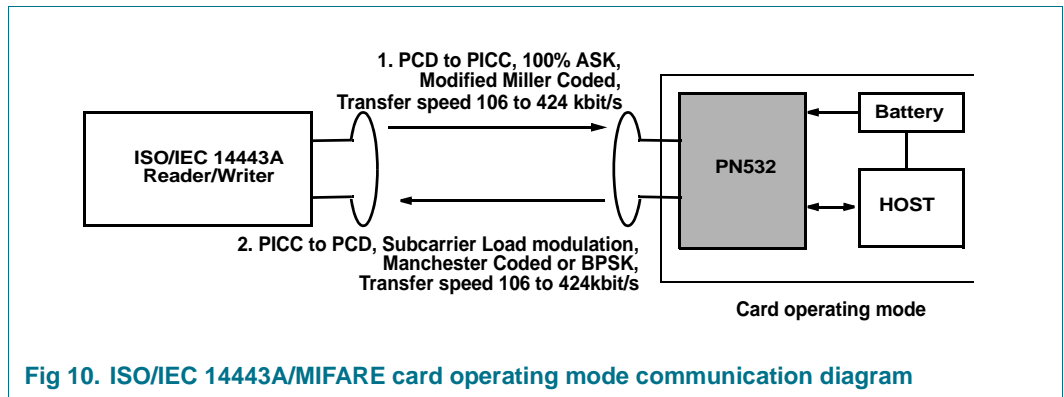 1. PCD to PICC, 100% ASK,
Modified Miller Coded,
Transfer speed 106 to 424 kbit/s
ISO/IEC 14443A
Reader/Writer
PN532
Battery
HOST
2. PICC to PCD, Subcarrier Load modulation,
Manchester Coded or BPSK,
Transfer speed 106 to 424kbit/s
Card operating mode
Fig 10. ISO/IEC 14443A/MIFARE card operating mode communication diagram